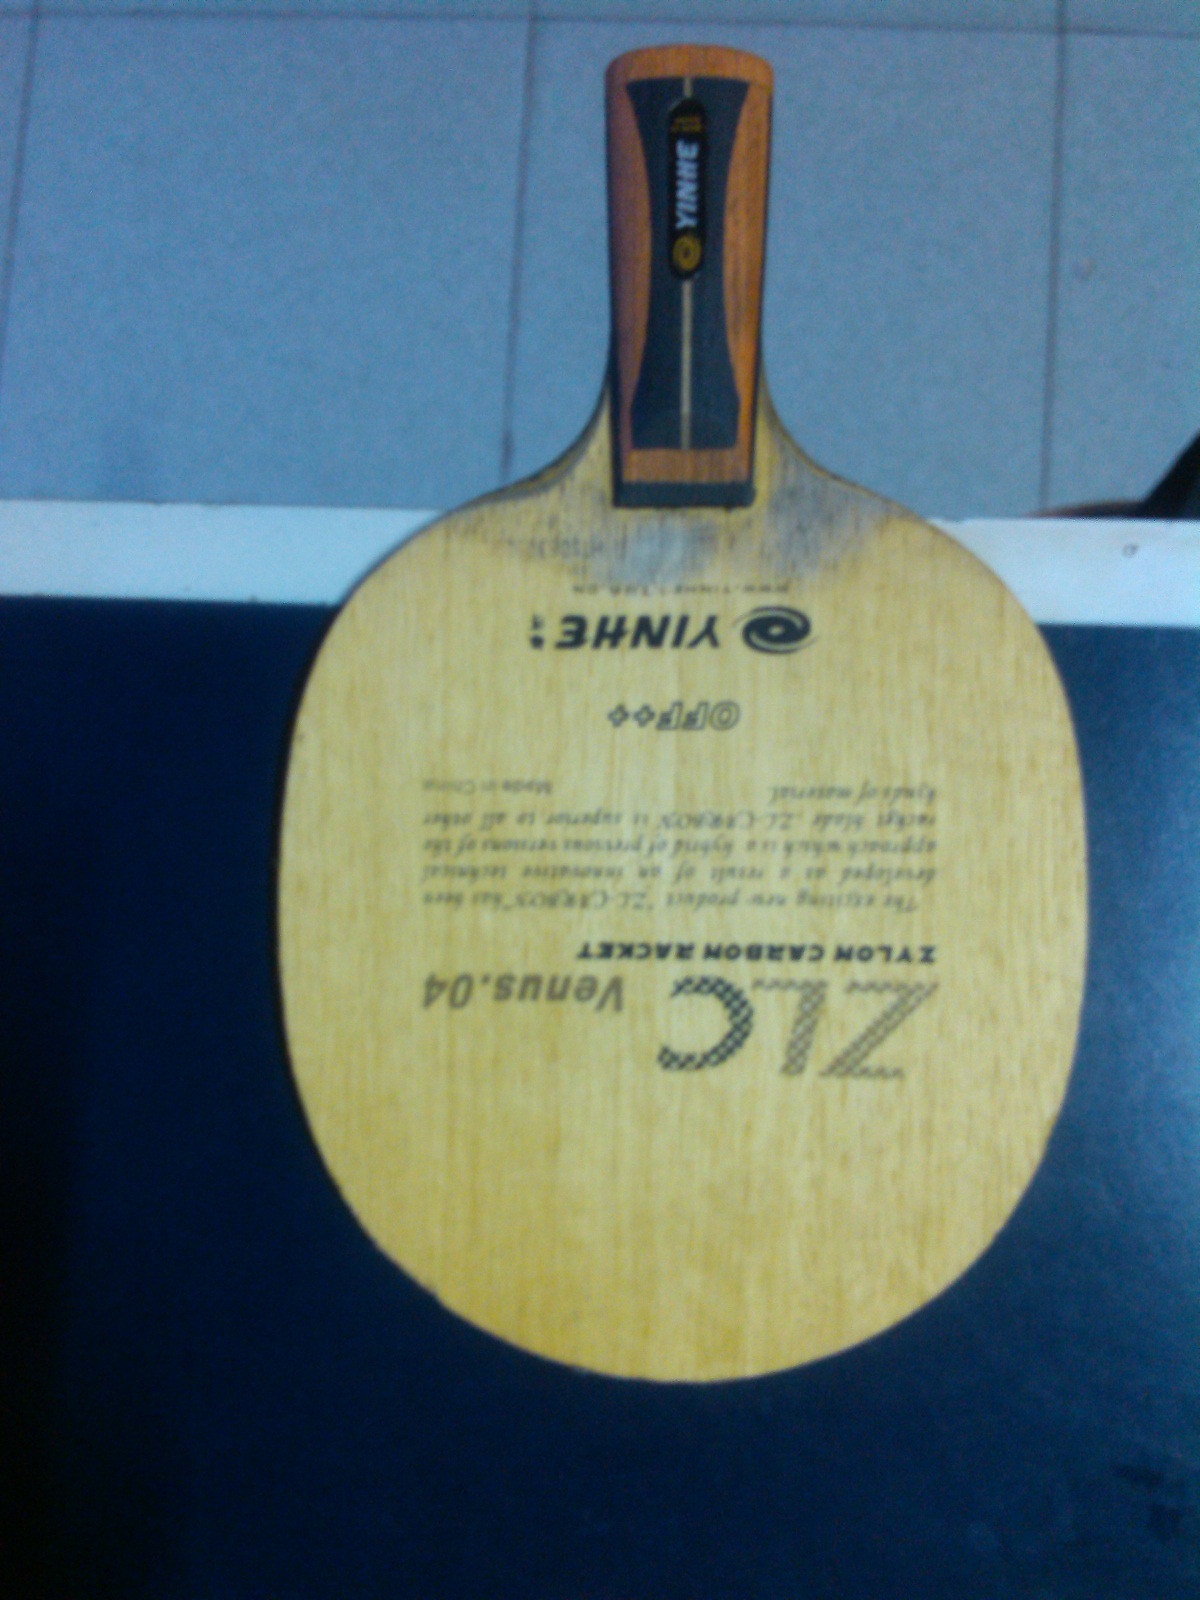 ZLC Venus.04
ZYLON CARBON RACKET
The new product "ZL-CARBON" has been
developed as a result of an innovative technical
approach which is a hybrid of previous versions of the
racket blade. "ZL-CARBON" is superior to all other
kinds of material. Made in China
OFF++
YINHE
YINHE